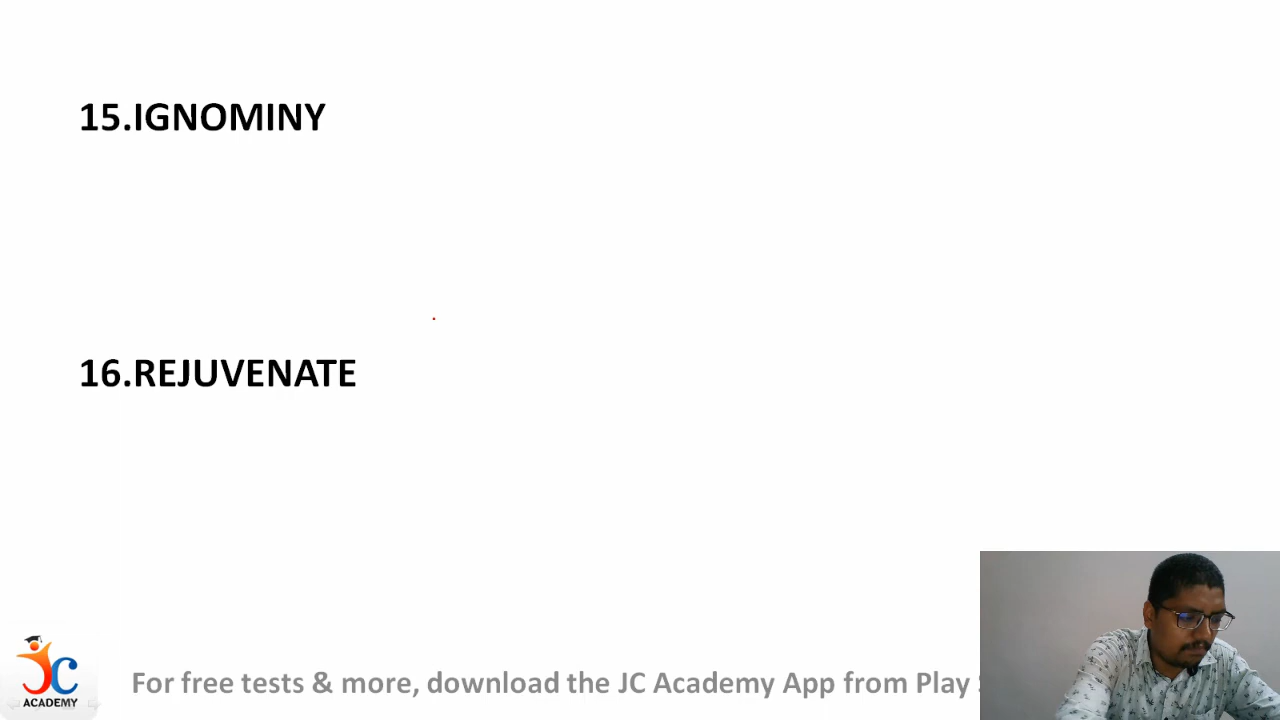 15.IGNOMINY
16.REJUVENATE
JC
ACADEMY
For free tests & more, download the JC Academy App from Play